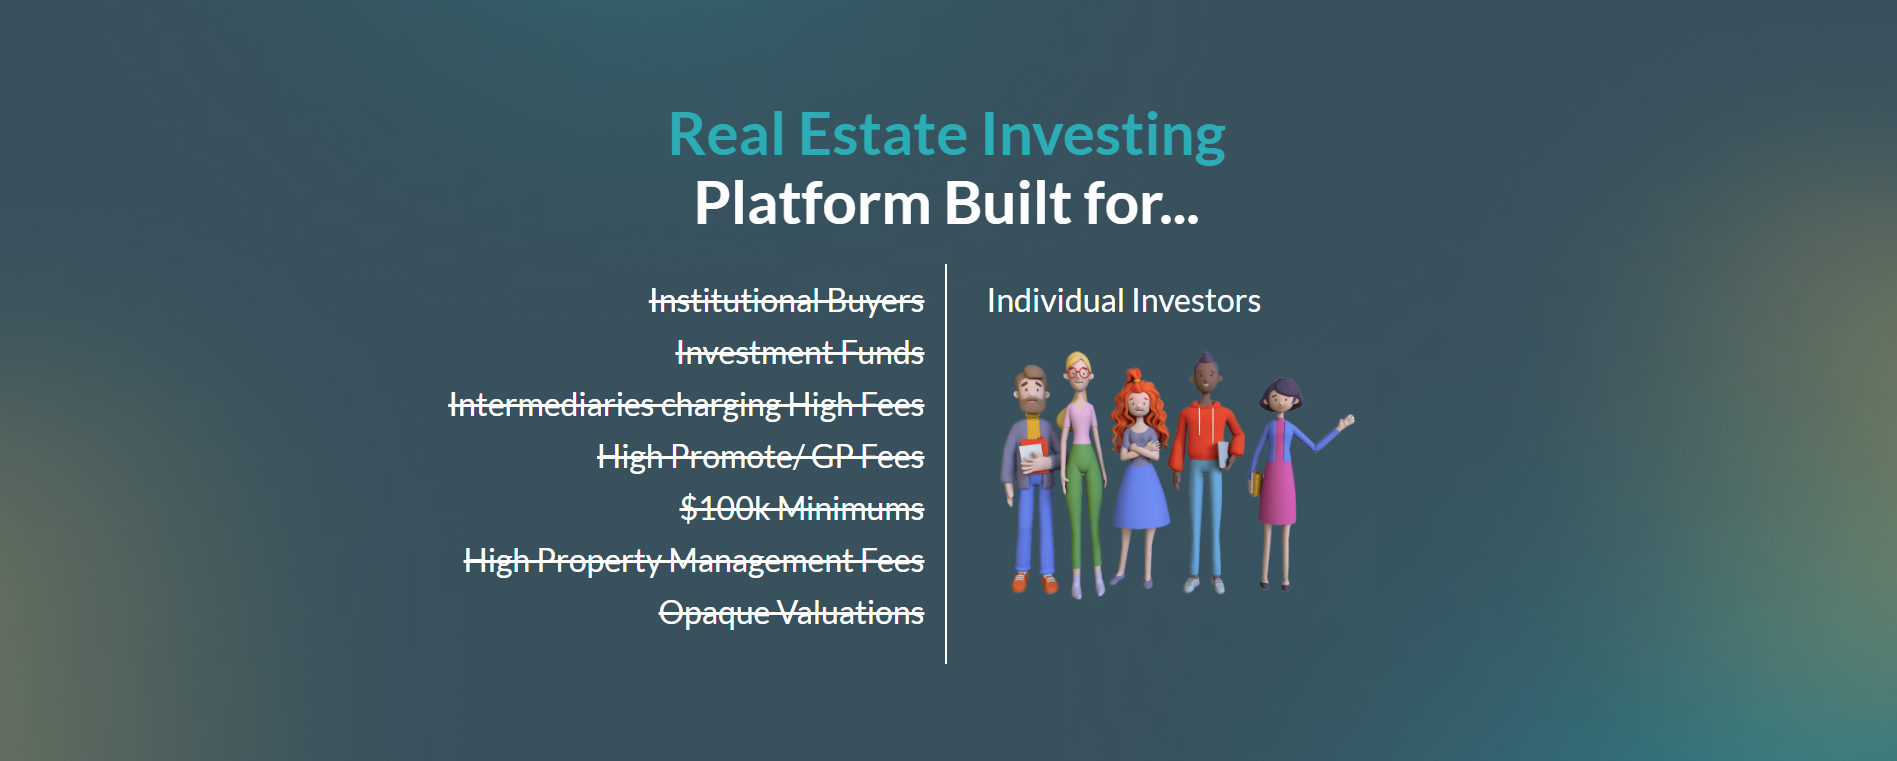 Real Estate Investing
Platform Built for...
Institutional Buyers
Investment Funds
Intermediaries charging High Fees
High Promote/ GP Fees
$100k Minimums
High Property Management Fees
Opaque Valuations
Individual Investors